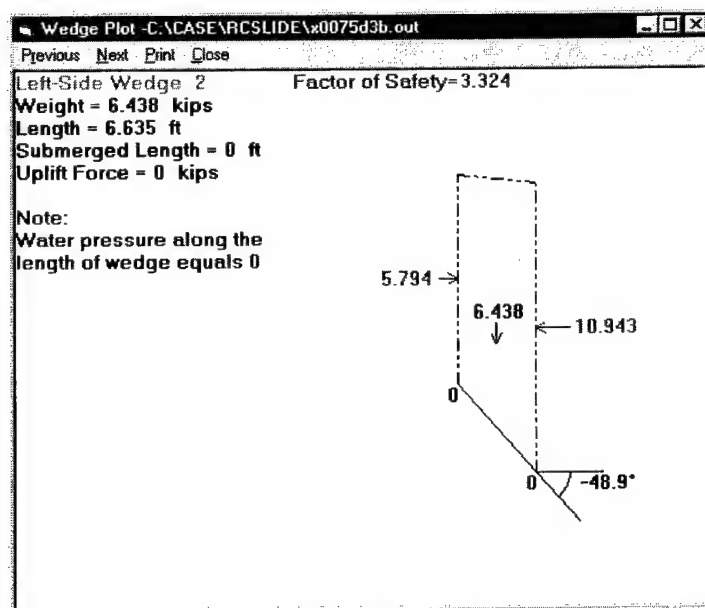 Wedge Plot -C:\CASE\RCSLIDE\x0075d3b.out
Previous Next Print Close
Left-Side Wedge 2 Factor of Safety=3.324
Weight = 6.438 kips
Length = 6.635 ft
Submerged Length = 0 ft
Uplift Force = 0 kips
Note:
Water pressure along the
length of wedge equals 0
5.794
6.438
10.943
0
0
-48.9°